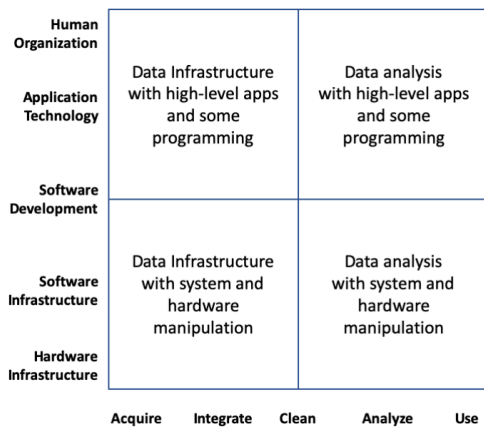 Human
Organization
Application
Technology
Software
Development
Software
Infrastructure
Hardware
Infrastructure
Data Infrastructure
with high-level apps
and some
programming
Data analysis
with high-level apps
and some
programming
Data Infrastructure
with system and
hardware
manipulation
Data analysis
with system and
hardware
manipulation
Acquire Integrate Clean Analyze Use